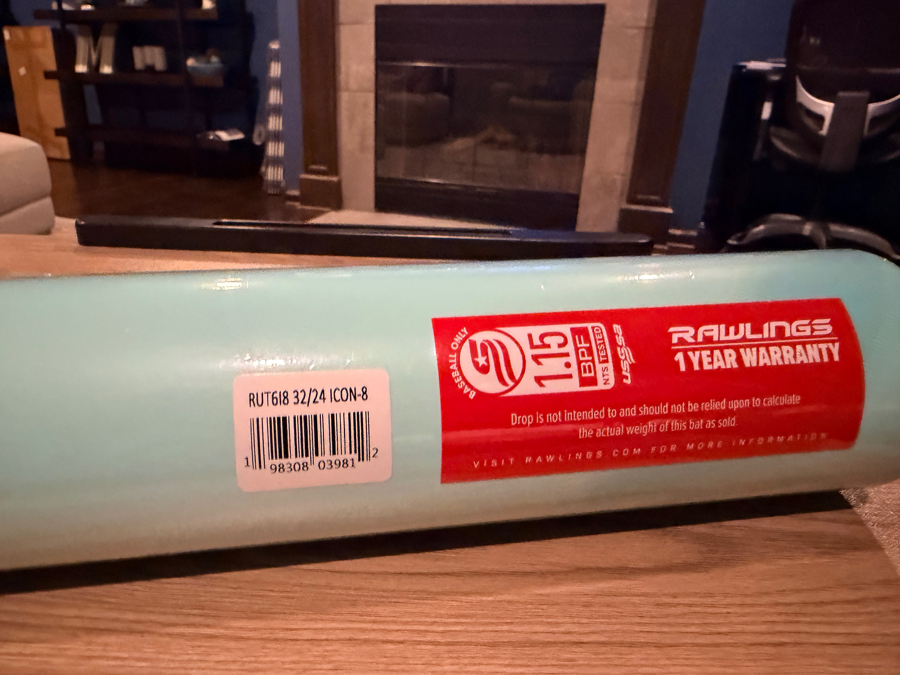 RUT6I8 32/24 ICON-8
1 98308 03981 2
BASEBALL ONLY
1.15
BPF
NTS TESTED
USSSA
RAWLINGS
1 YEAR WARRANTY
Drop is not intended to and should not be relied upon to calculate
the actual weight of this bat as sold.
VISIT RAWLINGS.COM FOR MORE INFORMATION